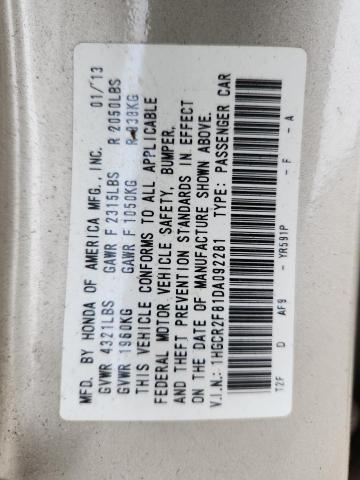 MFD. BY HONDA OF AMERICA MFG., INC. 01/13
GVWR 4321LBS GAWR F 2315LBS R 2050LBS
GVWR 1960KG GAWR F 1050KG R 930KG
THIS VEHICLE CONFORMS TO ALL APPLICABLE
FEDERAL MOTOR VEHICLE SAFETY, BUMPER,
AND THEFT PREVENTION STANDARDS IN EFFECT
ON THE DATE OF MANUFACTURE SHOWN ABOVE.
V.I.N.: 1HGCR2F81DA092281 TYPE: PASSENGER CAR
T2F D AF9 - YR591P - F - A